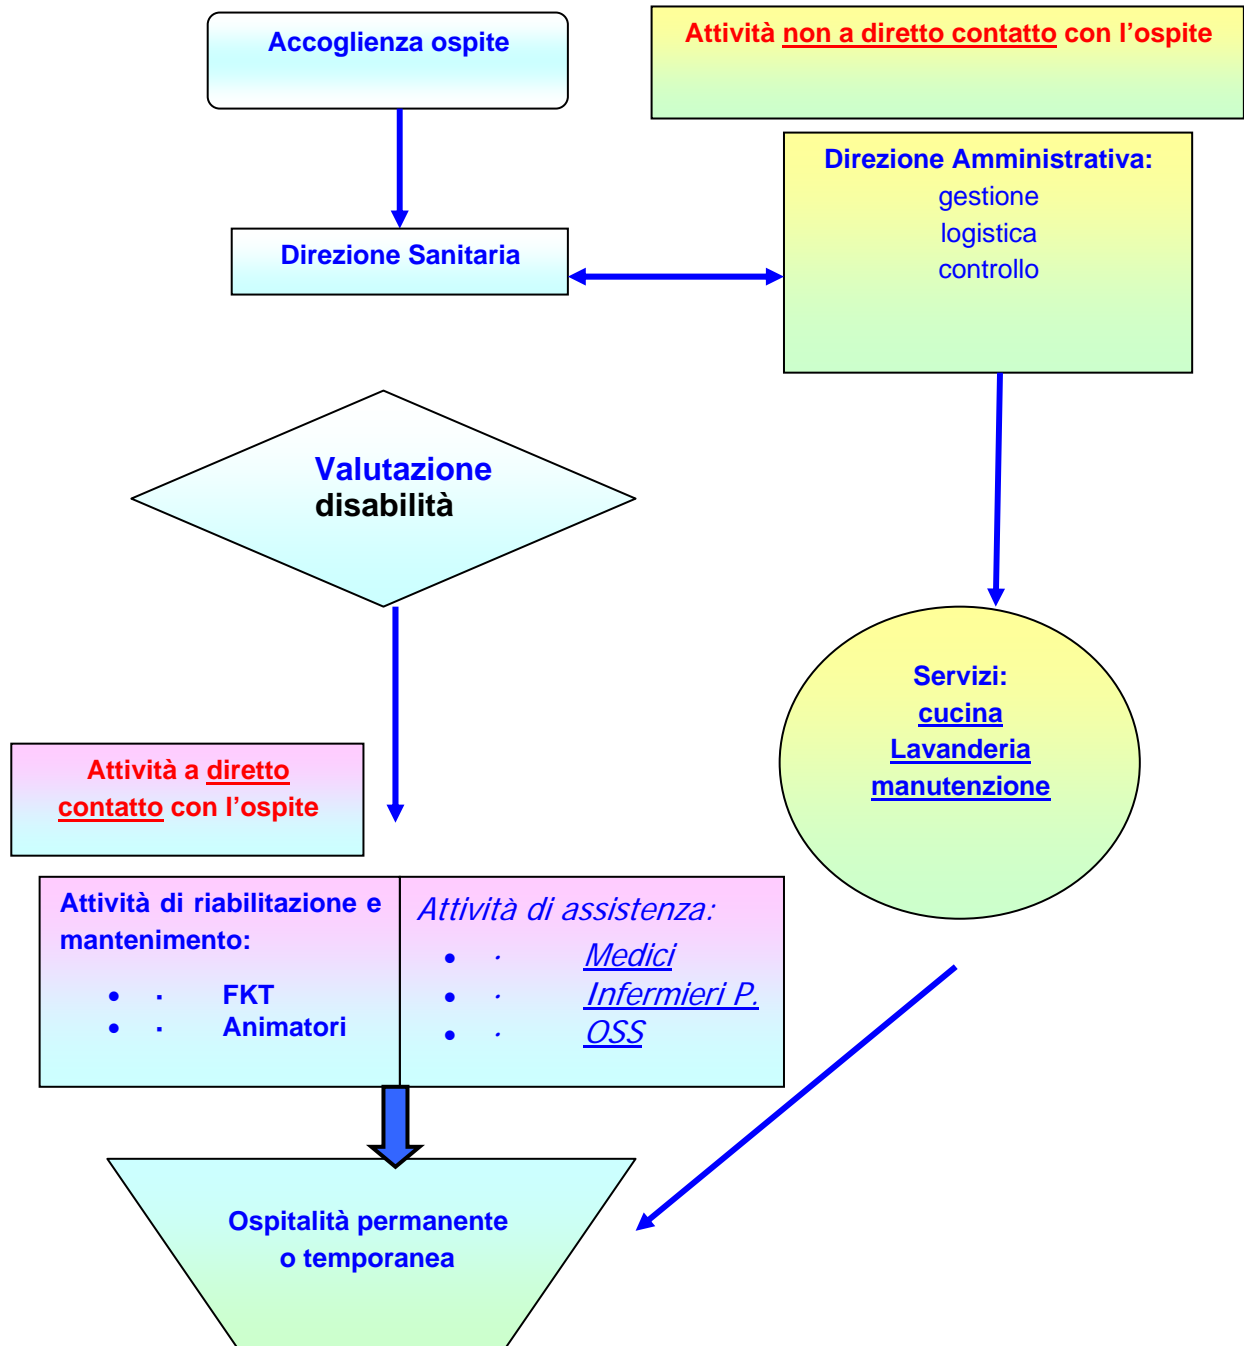 Accoglienza ospite
Attività non a diretto contatto con l’ospite
Direzione Amministrativa:
gestione
logistica
controllo
Direzione Sanitaria
Valutazione
disabilità
Servizi:
cucina
Lavanderia
manutenzione
Attività a diretto
contatto con l’ospite
Attività di riabilitazione e
mantenimento:
• · FKT
• · Animatori
Attività di assistenza:
• · Medici
• · Infermieri P.
• · OSS
Ospitalità permanente
o temporanea